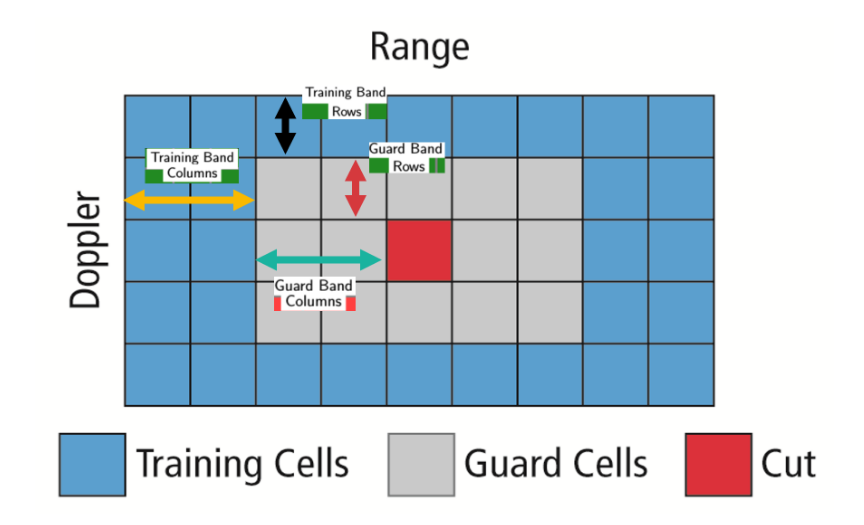 Range
Training Band
Rows
Training Band
Columns
Guard Band
Rows
Doppler
Guard Band
Columns
Training Cells
Guard Cells
Cut